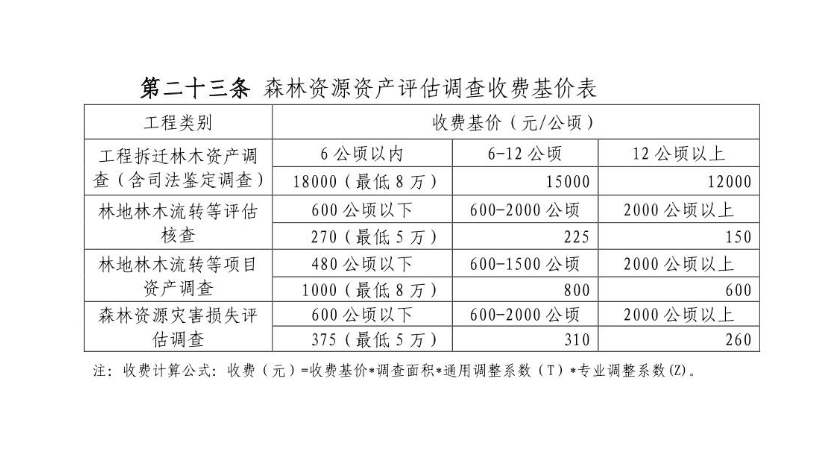 第二十三条 森林资源资产评估调查收费基价表
工程类别 收费基价（元/公顷）
工程拆迁林木资产调查（含司法鉴定调查） 6 公顷以内 6-12 公顷 12 公顷以上
18000（最低 8 万） 15000 12000
林地林木流转等评估核查 600 公顷以下 600-2000 公顷 2000 公顷以上
270（最低 5 万） 225 150
林地林木流转等项目资产调查 480 公顷以下 600-1500 公顷 2000 公顷以上
1000（最低 8 万） 800 600
森林资源灾害损失评估调查 600 公顷以下 600-2000 公顷 2000 公顷以上
375（最低 5 万） 310 260
注: 收费计算公式: 收费（元）=收费基价*调查面积*通用调整系数（T）*专业调整系数(Z)。